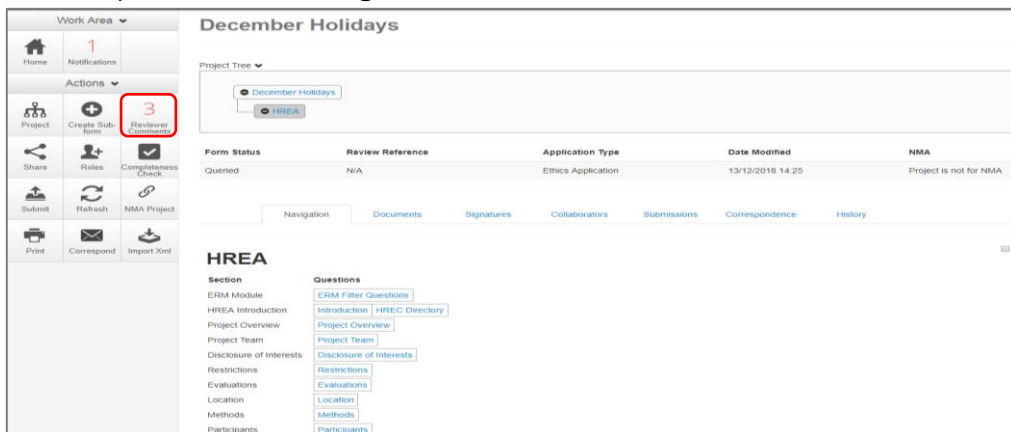 Work Area
Home
1
Notifications
Actions
Project
Create Sub-form
3
Reviewer Comments
Share
Roles
Completeness Check
Submit
Refresh
NMA Project
Print
Correspond
Import Xml
December Holidays
Project Tree
December Holidays
HREA
Form Status Review Reference Application Type Date Modified NMA
Queried N/A Ethics Application 13/12/2018 14:25 Project is not for NMA
Navigation Documents Signatures Collaborators Submissions Correspondence History
HREA
Section Questions
ERM Module ERM Filter Questions
HREA Introduction Introduction HREC Directory
Project Overview Project Overview
Project Team Project Team
Disclosure of Interests Disclosure of Interests
Restrictions Restrictions
Evaluations Evaluations
Location Location
Methods Methods
Participants Participants